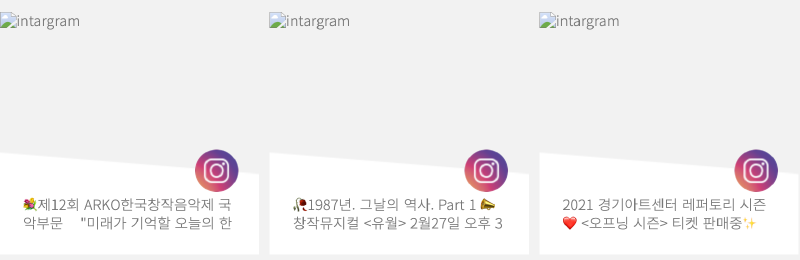 intargram
intargram
intargram
💐제12회 ARKO한국창작음악제 국
악부문 "미래가 기억할 오늘의 한
🥀1987년. 그날의 역사. Part 1 📣
창작뮤지컬 <유월> 2월27일 오후 3
2021 경기아트센터 레퍼토리 시즌
❤️ <오프닝 시즌> 티켓 판매중✨